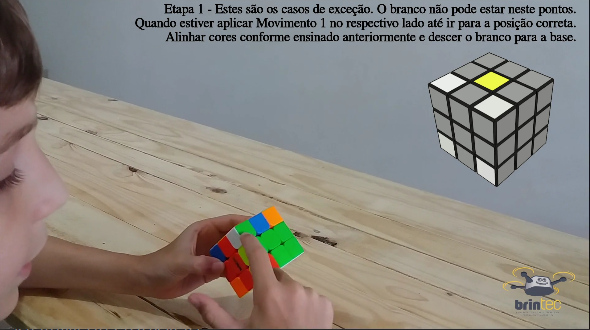 Etapa 1 - Estes são os casos de exceção. O branco não pode estar neste pontos.
Quando estiver aplicar Movimento 1 no respectivo lado até ir para a posição correta.
Alinhar cores conforme ensinado anteriormente e descer o branco para a base.
brintec